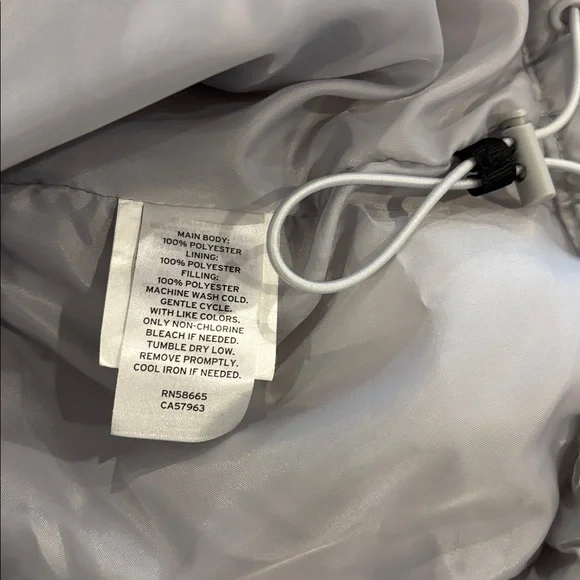 MAIN BODY:
100% POLYESTER
LINING:
100% POLYESTER
FILLING:
100% POLYESTER
MACHINE WASH COLD.
GENTLE CYCLE.
WITH LIKE COLORS.
ONLY NON-CHLORINE
BLEACH IF NEEDED.
TUMBLE DRY LOW.
REMOVE PROMPTLY.
COOL IRON IF NEEDED.
RN58665
CA57963